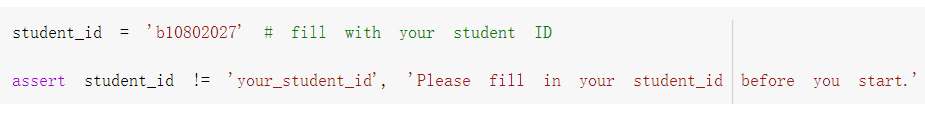 student_id = 'b10802027' # fill with your student ID
assert student_id != 'your_student_id', 'Please fill in your student_id before you start.'